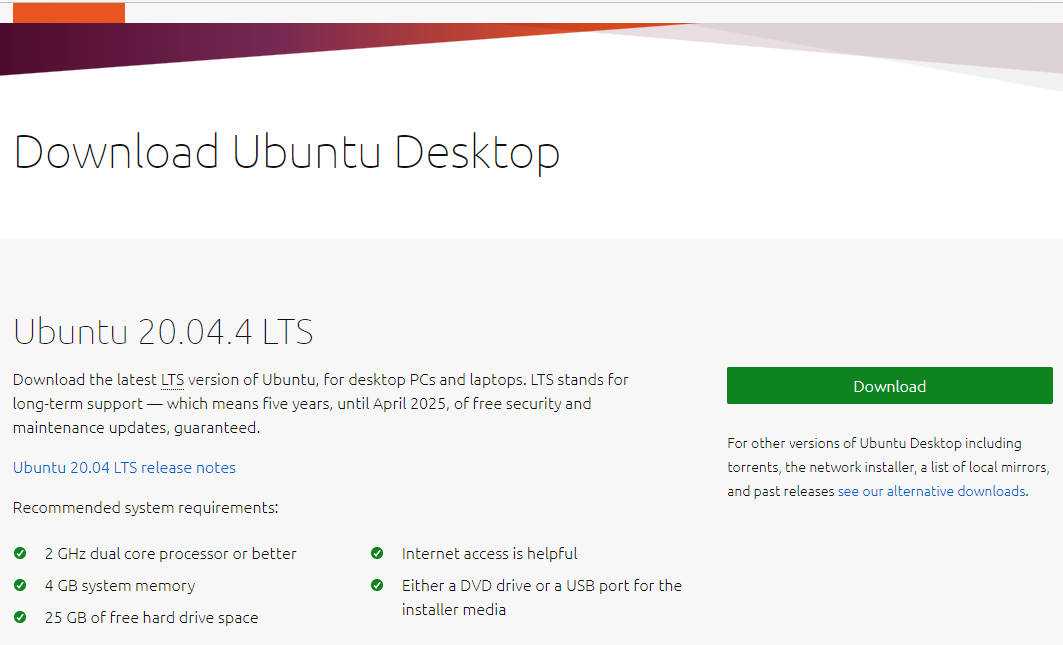 Download Ubuntu Desktop
Ubuntu 20.04.4 LTS
Download the latest LTS version of Ubuntu, for desktop PCs and laptops. LTS stands for
long-term support — which means five years, until April 2025, of free security and
maintenance updates, guaranteed.
Ubuntu 20.04 LTS release notes
Recommended system requirements:
2 GHz dual core processor or better
4 GB system memory
25 GB of free hard drive space
Internet access is helpful
Either a DVD drive or a USB port for the
installer media
Download
For other versions of Ubuntu Desktop including
torrents, the network installer, a list of local mirrors,
and past releases see our alternative downloads.